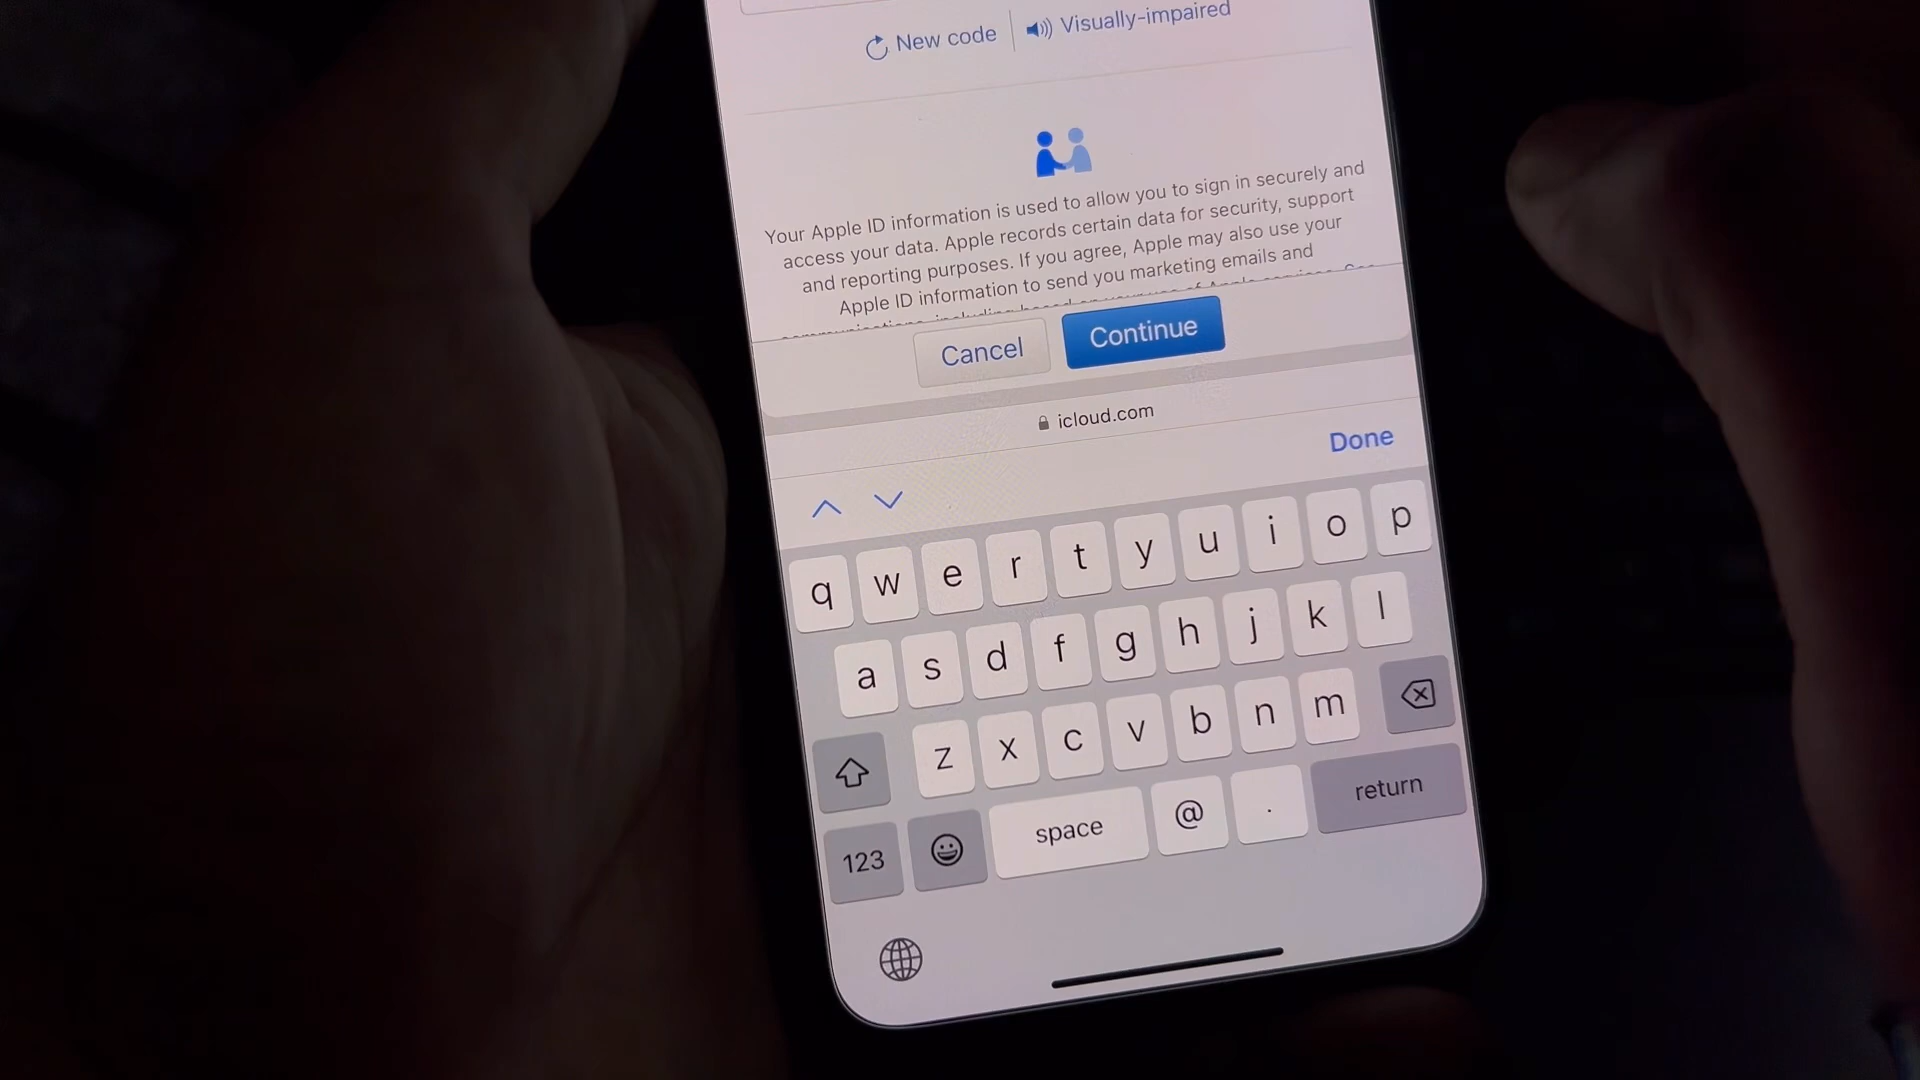 New code
Visually-impaired
Your Apple ID information is used to allow you to sign in securely and
access your data. Apple records certain data for security, support
and reporting purposes. If you agree, Apple may also use your
Apple ID information to send you marketing emails and
Cancel
Continue
icloud.com
Done
q w e r t y u i o p
a s d f g h j k l
z x c v b n m
123 space @ . return